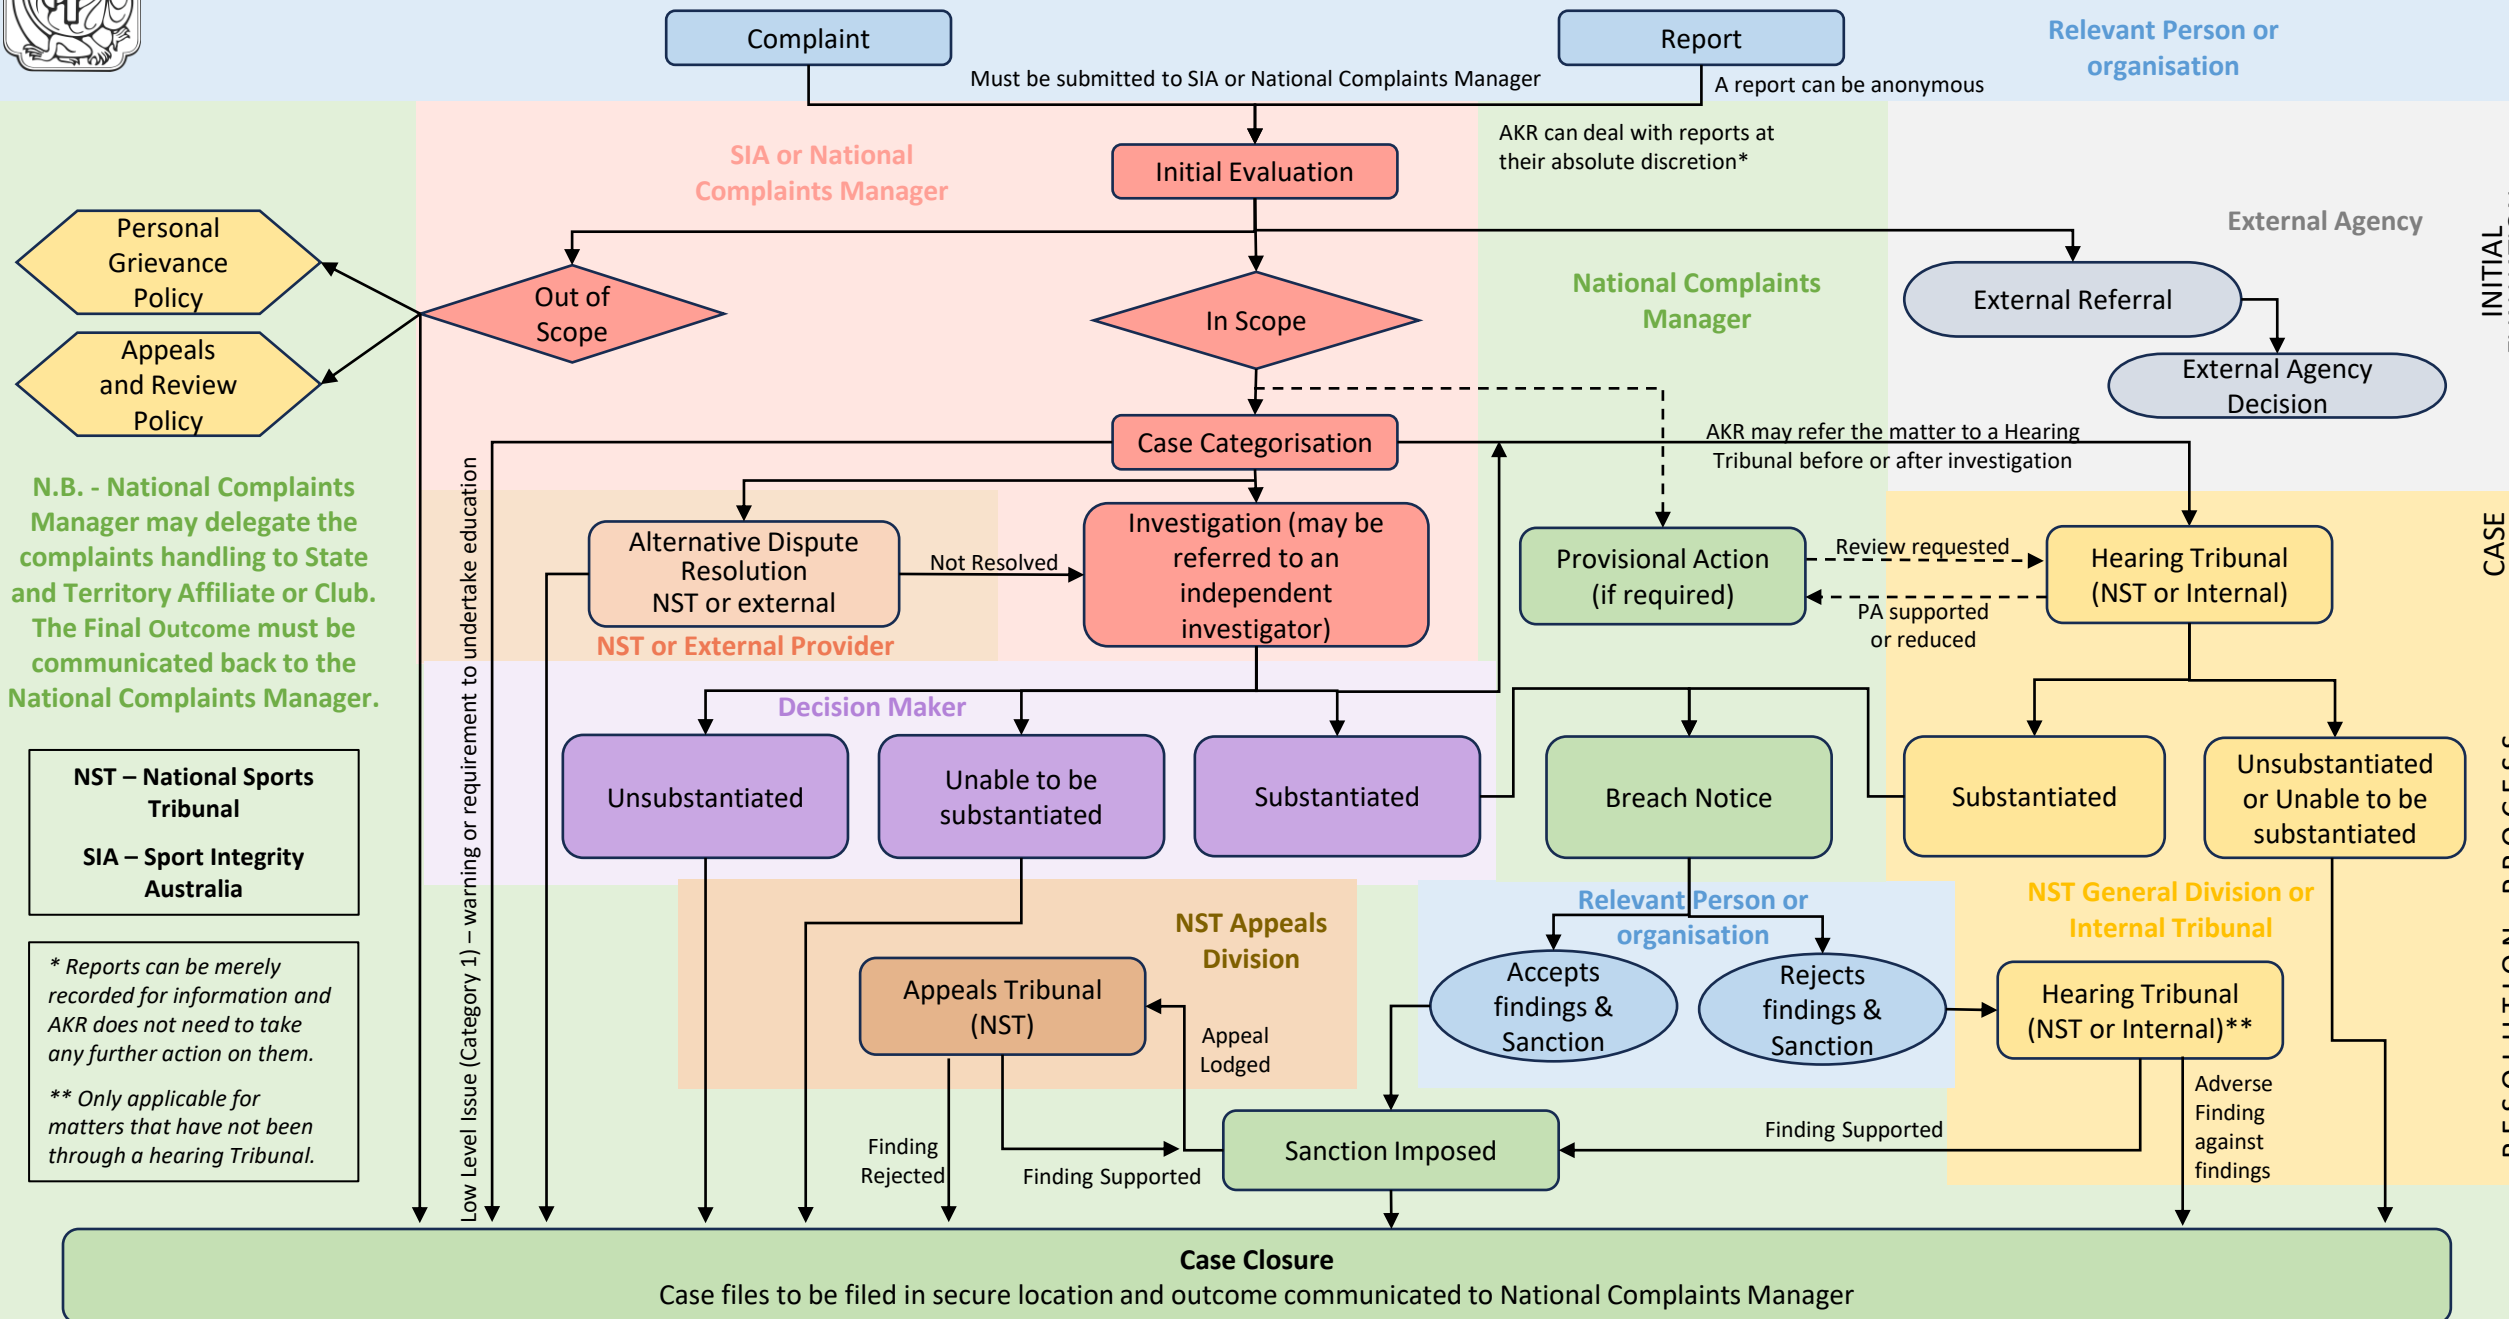 Complaint
Report
Relevant Person or
organisation
Must be submitted to SIA or National Complaints Manager
A report can be anonymous
AKR can deal with reports at
their absolute discretion*
SIA or National
Complaints Manager
Initial Evaluation
External Agency
INITIAL
Personal
Grievance
Policy
Out of
Scope
In Scope
National Complaints
Manager
External Referral
Appeals
and Review
Policy
External Agency
Decision
Case Categorisation
AKR may refer the matter to a Hearing
Tribunal before or after investigation
N.B. - National Complaints
Manager may delegate the
complaints handling to State
and Territory Affiliate or Club.
The Final Outcome must be
communicated back to the
National Complaints Manager.
Low Level Issue (Category 1) – warning or requirement to undertake education
Alternative Dispute
Resolution
NST or external
Not Resolved
NST or External Provider
Investigation (may be
referred to an
independent
investigator)
Provisional Action
(if required)
Review requested
PA supported
or reduced
Hearing Tribunal
(NST or Internal)
CASE
Decision Maker
Unsubstantiated
Unable to be
substantiated
Substantiated
Breach Notice
Substantiated
Unsubstantiated
or Unable to be
substantiated
RESOLUTION PROCESS
NST – National Sports
Tribunal
SIA – Sport Integrity
Australia
NST Appeals
Division
Relevant Person or
organisation
NST General Division or
Internal Tribunal
* Reports can be merely
recorded for information and
AKR does not need to take
any further action on them.
** Only applicable for
matters that have not been
through a hearing Tribunal.
Appeals Tribunal
(NST)
Appeal
Lodged
Accepts
findings &
Sanction
Rejects
findings &
Sanction
Hearing Tribunal
(NST or Internal)**
Adverse
Finding
against
findings
Finding
Rejected
Finding Supported
Sanction Imposed
Finding Supported
Case Closure
Case files to be filed in secure location and outcome communicated to National Complaints Manager